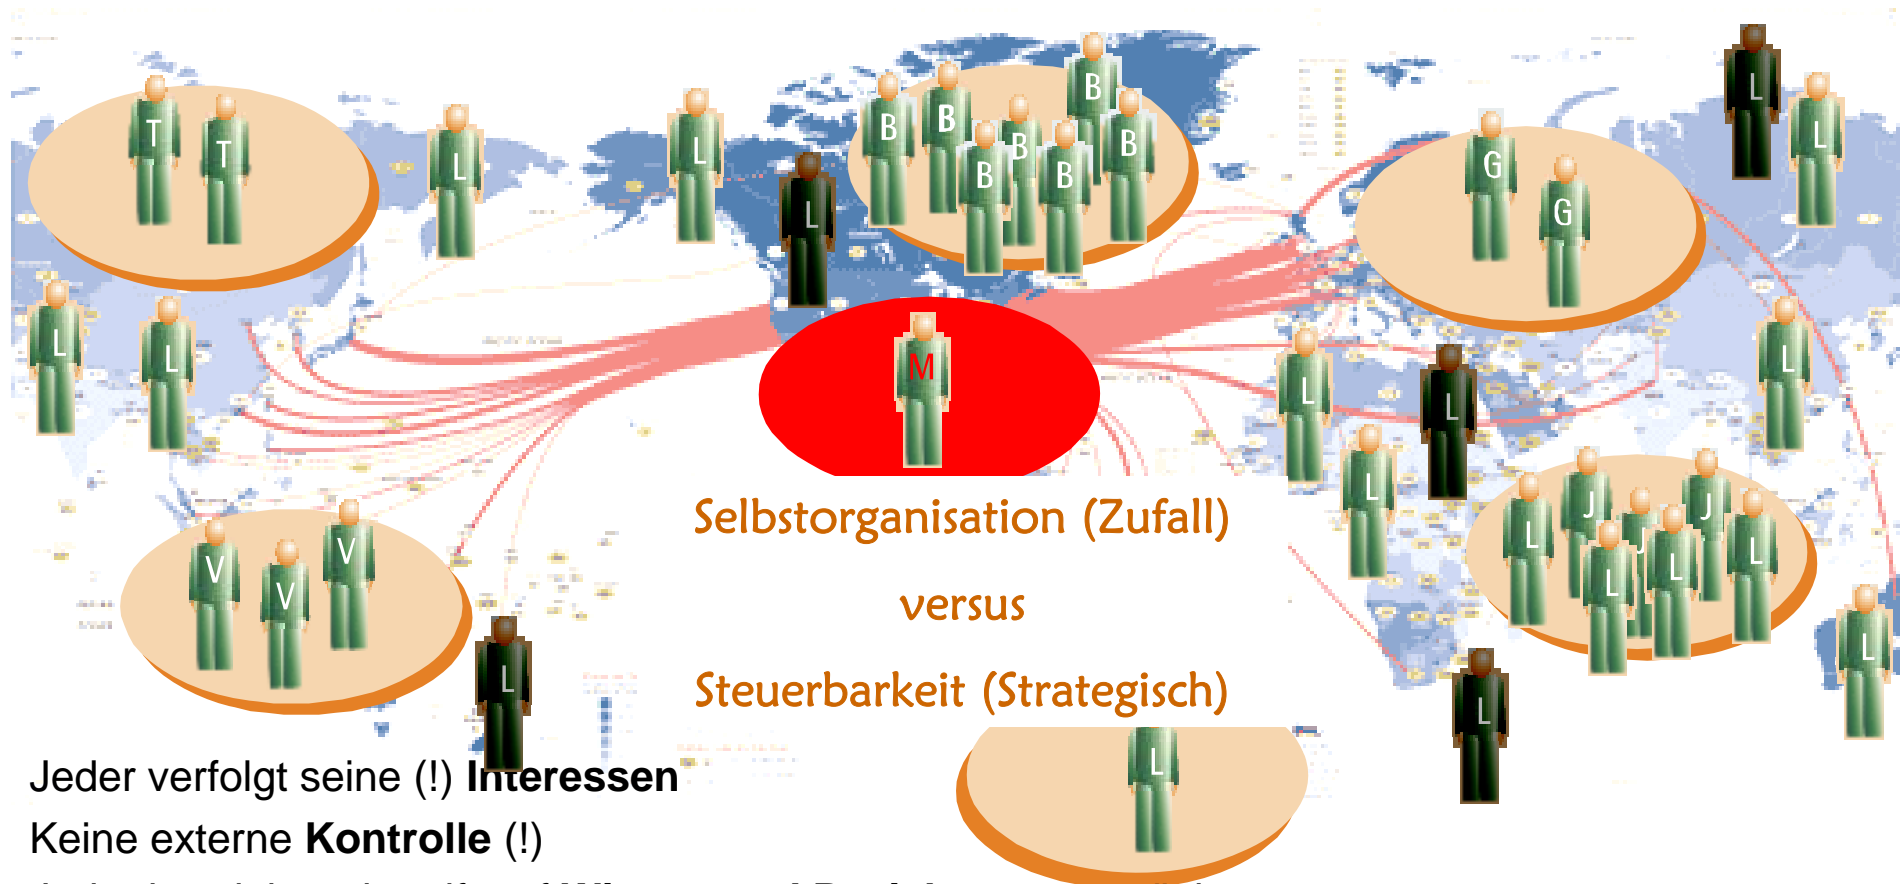 T T L L L B B B B B B B G G L L
L L M L L L
L L J J J L L L L
V V V L L L L
Selbstorganisation (Zufall)
versus
Steuerbarkeit (Strategisch)
Jeder verfolgt seine (!) Interessen
Keine externe Kontrolle (!)